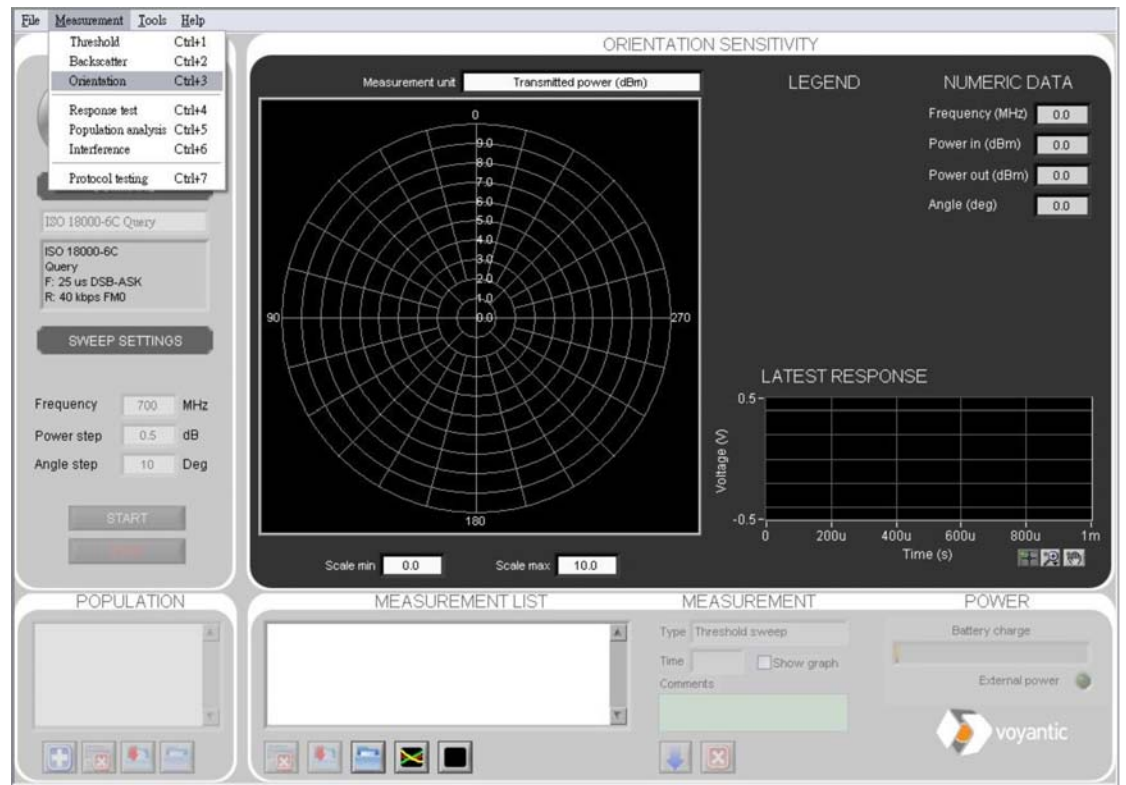 File Measurement Tools Help
Threshold Ctrl+1
Backscatter Ctrl+2
Orientation Ctrl+3
Response test Ctrl+4
Population analysis Ctrl+5
Interference Ctrl+6
Protocol testing Ctrl+7
ISO 18000-6C Query
ISO 18000-6C
Query
F: 25 us DSB-ASK
R: 40 kbps FM0
SWEEP SETTINGS
Frequency 700 MHz
Power step 0.5 dB
Angle step 10 Deg
START
ORIENTATION SENSITIVITY
Measurement unit Transmitted power (dBm)
0
9.0
8.0
7.0
6.0
5.0
4.0
3.0
2.0
1.0
90 0.0 270
180
Scale min 0.0 Scale max 10.0
LEGEND
NUMERIC DATA
Frequency (MHz) 0.0
Power in (dBm) 0.0
Power out (dBm) 0.0
Angle (deg) 0.0
LATEST RESPONSE
0.5
Voltage (V)
-0.5
0 200u 400u 600u 800u 1m
Time (s)
POPULATION
MEASUREMENT LIST
MEASUREMENT
Type Threshold sweep
Time Show graph
Comments
POWER
Battery charge
External power
voyantic